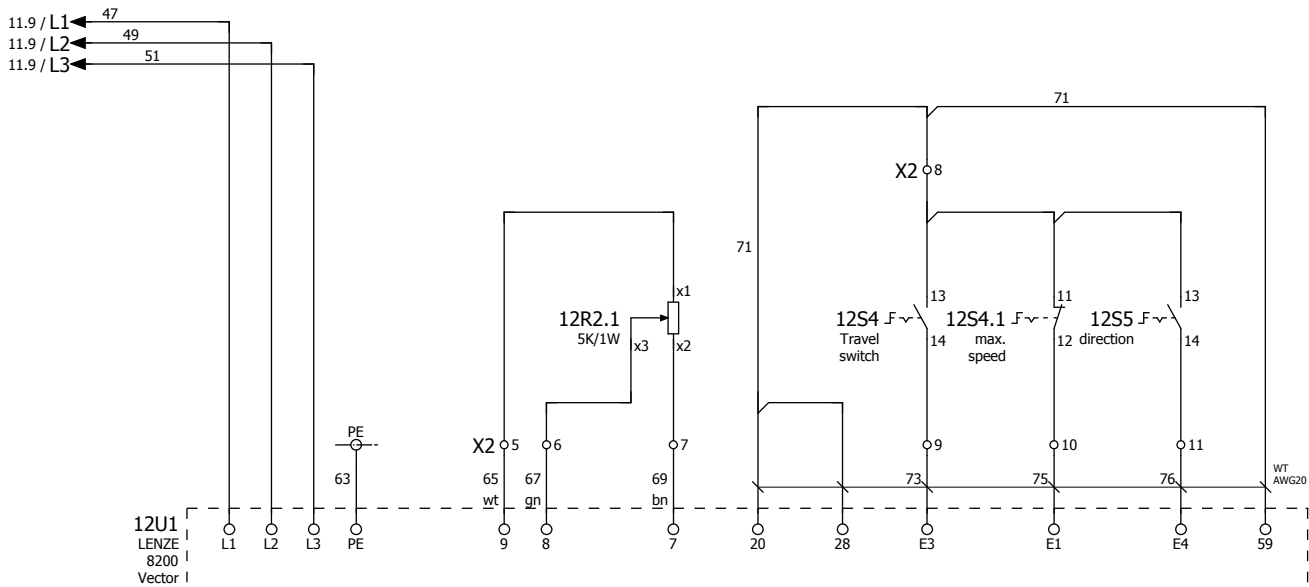 11.9 / L1 47
11.9 / L2 49
11.9 / L3 51
71
X2 8
71
x1
13
11
13
12R2.1
5K/1W
x3
x2
12S4
Travel
switch
14
12S4.1
max.
speed
12
12S5
direction
14
PE
X2 5
6
7
9
10
11
63
65
wt
67
gn
69
bn
73
75
76
WT
AWG20
12U1
LENZE
8200
Vector
L1
L2
L3
PE
9
8
7
20
28
E3
E1
E4
59